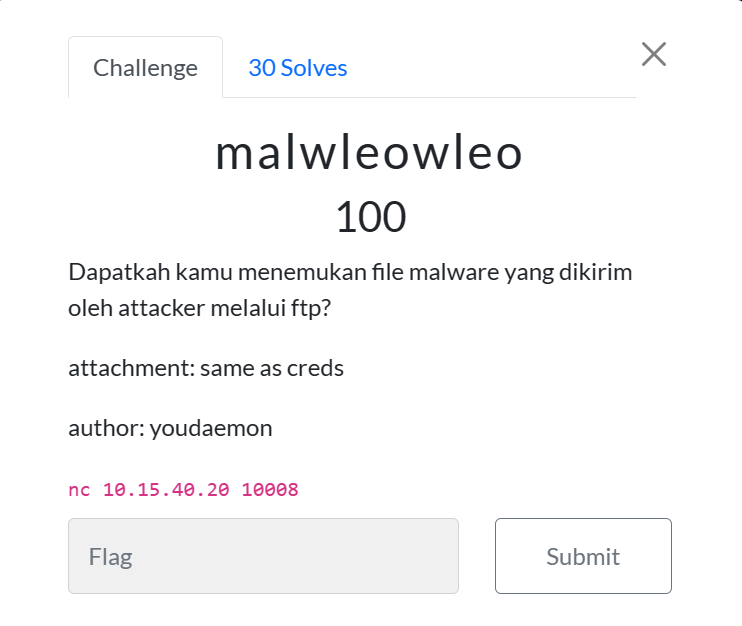 Challenge
30 Solves
malwleowleo
100
Dapatkah kamu menemukan file malware yang dikirim
oleh attacker melalui ftp?
attachment: same as creds
author: youdaemon
nc 10.15.40.20 10008
Flag
Submit